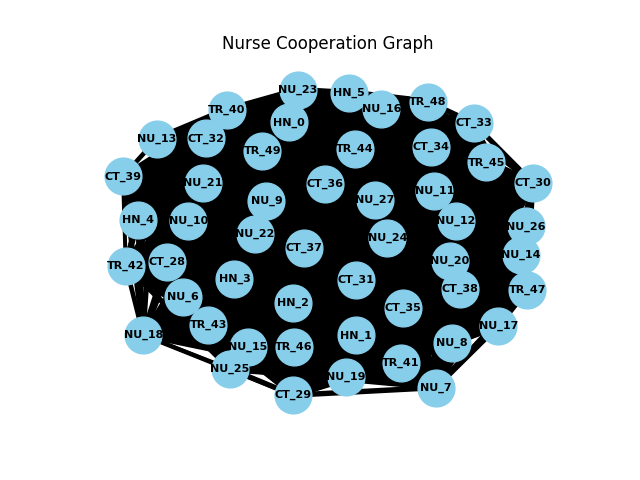 Nurse Cooperation Graph
NU_23
HN_5
TR_48
NU_16
TR_40
HN_0
CT_33
NU_13
CT_32
TR_49
TR_44
CT_34
TR_45
CT_39
NU_21
CT_36
NU_11
CT_30
NU_9
NU_27
HN_4
NU_10
NU_12
NU_26
NU_22
CT_37
NU_24
NU_14
TR_42
CT_28
NU_20
HN_3
CT_31
CT_38
TR_47
NU_6
HN_2
CT_35
TR_43
NU_17
NU_18
HN_1
NU_8
NU_15
TR_46
TR_41
NU_25
NU_19
NU_7
CT_29